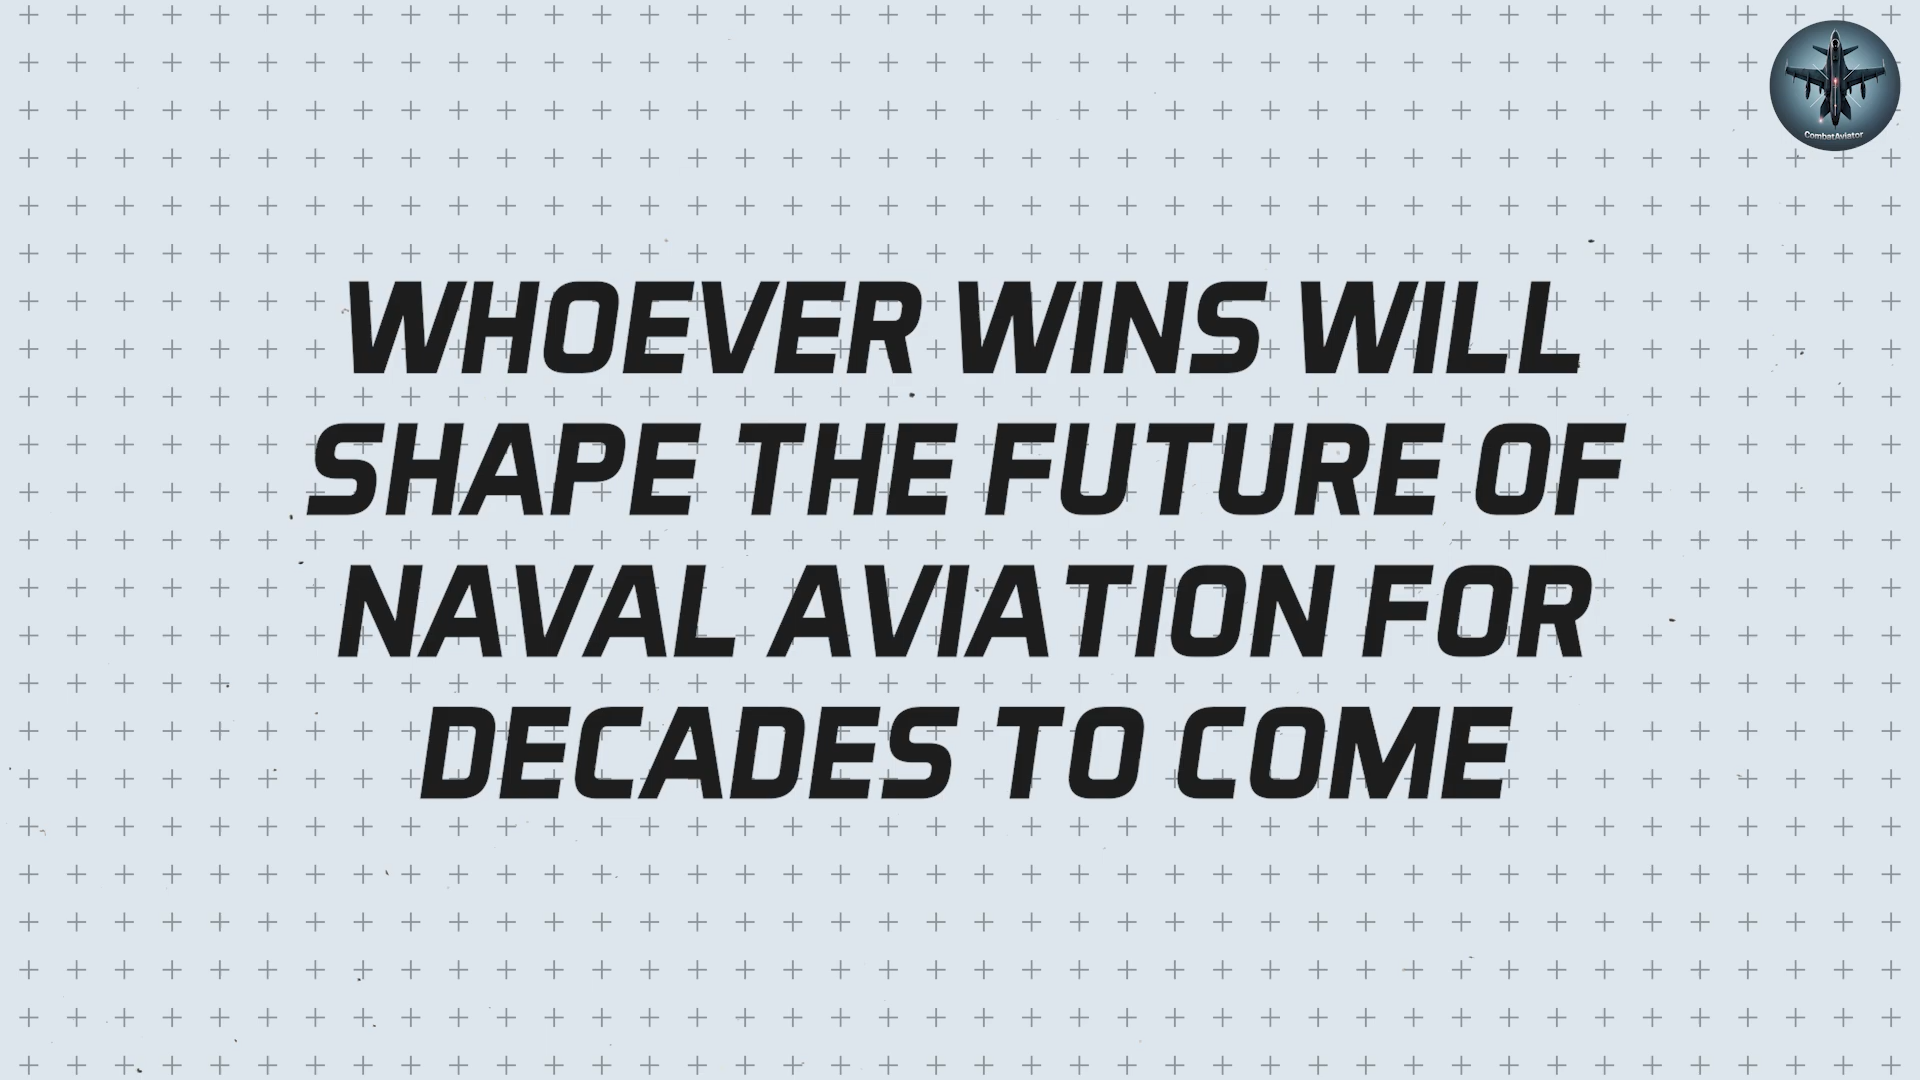 CombatAviator
WHOEVER WINS WILL
SHAPE THE FUTURE OF
NAVAL AVIATION FOR
DECADES TO COME